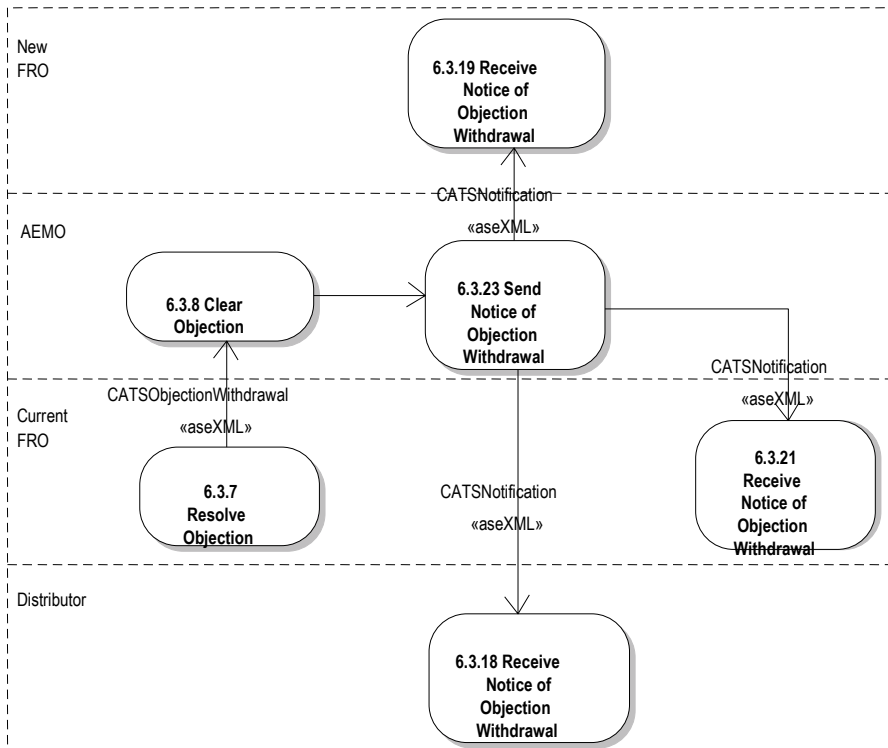 New
FRO
6.3.19 Receive
Notice of
Objection
Withdrawal
CATSNotification
«aseXML»
AEMO
6.3.8 Clear
Objection
6.3.23 Send
Notice of
Objection
Withdrawal
CATSNotification
«aseXML»
CATSObjectionWithdrawal
«aseXML»
Current
FRO
6.3.7
Resolve
Objection
CATSNotification
«aseXML»
6.3.21
Receive
Notice of
Objection
Withdrawal
Distributor
6.3.18 Receive
Notice of
Objection
Withdrawal